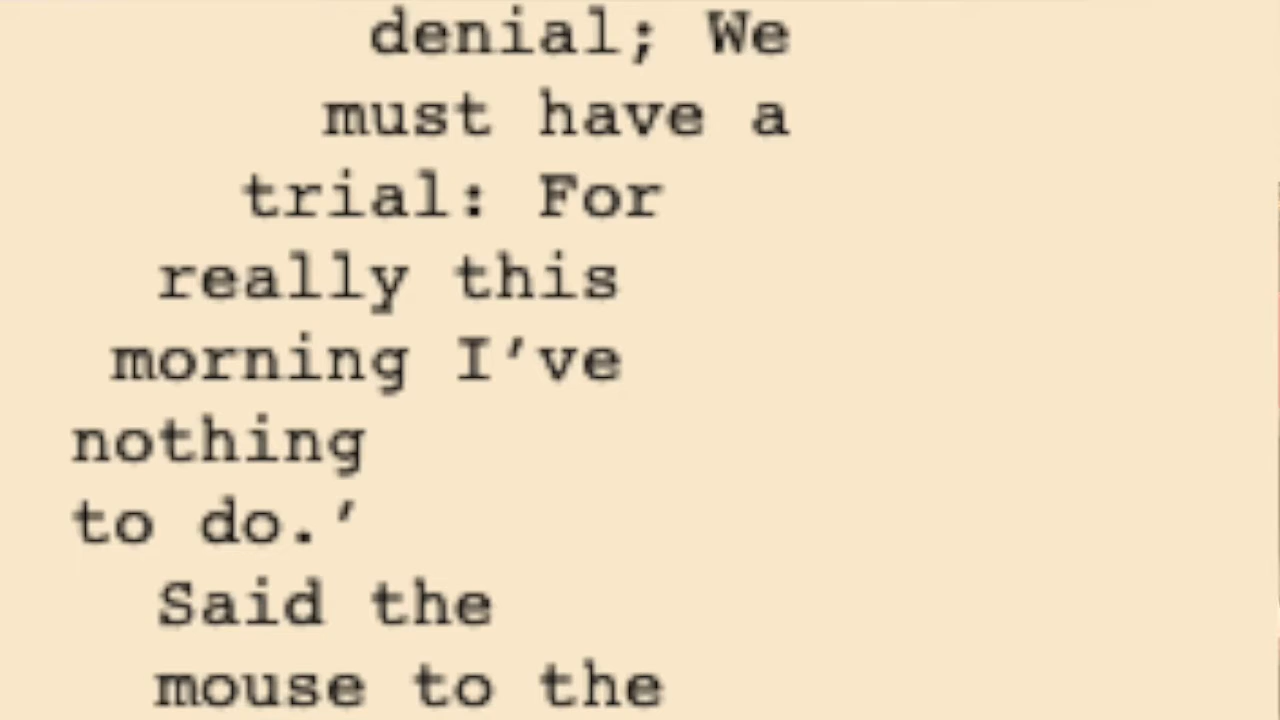 denial; We
must have a
trial: For
really this
morning I’ve
nothing
to do.’
Said the
mouse to the